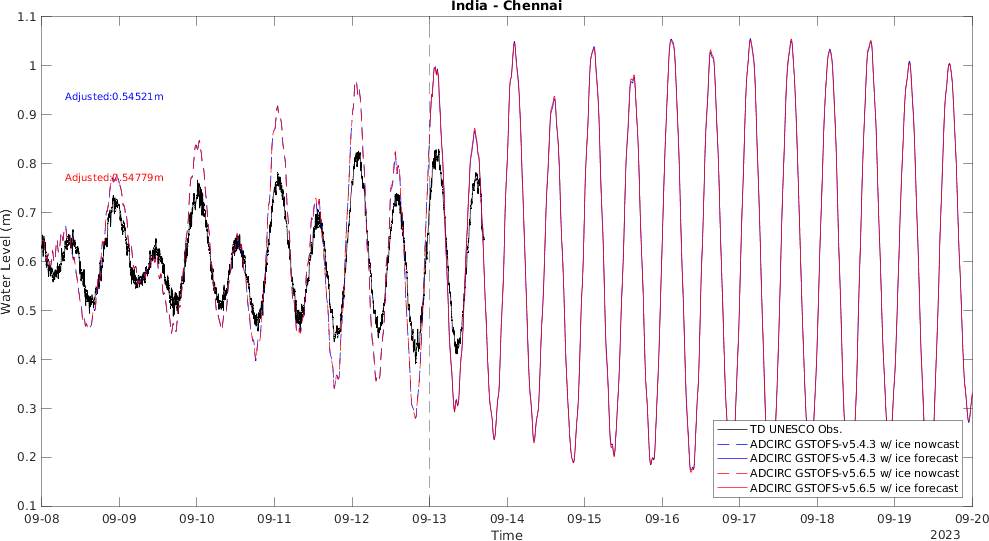 India - Chennai
Water Level (m)
1.1
1
0.9
0.8
0.7
0.6
0.5
0.4
0.3
0.2
0.1
Adjusted:0.54521m
Adjusted:0.54779m
TD UNESCO Obs.
ADCIRC GSTOFS-v5.4.3 w/ ice nowcast
ADCIRC GSTOFS-v5.4.3 w/ ice forecast
ADCIRC GSTOFS-v5.6.5 w/ ice nowcast
ADCIRC GSTOFS-v5.6.5 w/ ice forecast
09-08 09-09 09-10 09-11 09-12 09-13 09-14 09-15 09-16 09-17 09-18 09-19 09-20
Time
2023